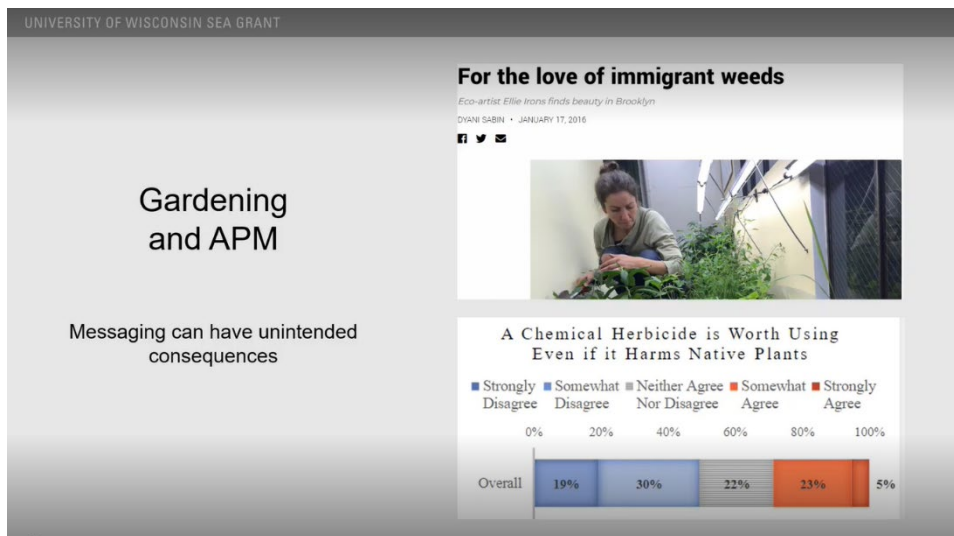 UNIVERSITY OF WISCONSIN SEA GRANT
Gardening
and APM
Messaging can have unintended
consequences
For the love of immigrant weeds
Eco-artist Ellie Irons finds beauty in Brooklyn
DYANI SABIN • JANUARY 17, 2016
A Chemical Herbicide is Worth Using
Even if it Harms Native Plants
Strongly Disagree
Somewhat Disagree
Neither Agree Nor Disagree
Somewhat Agree
Strongly Agree
0% 20% 40% 60% 80% 100%
Overall 19% 30% 22% 23% 5%